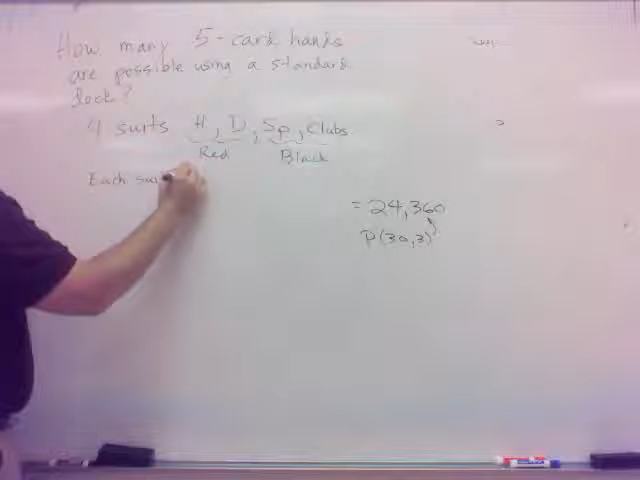 How many 5-card hands
are possible using a standard
deck?
4 suits H, D, Sp, Clubs
Red Black
Each sui
= 24,360
P(30,3)